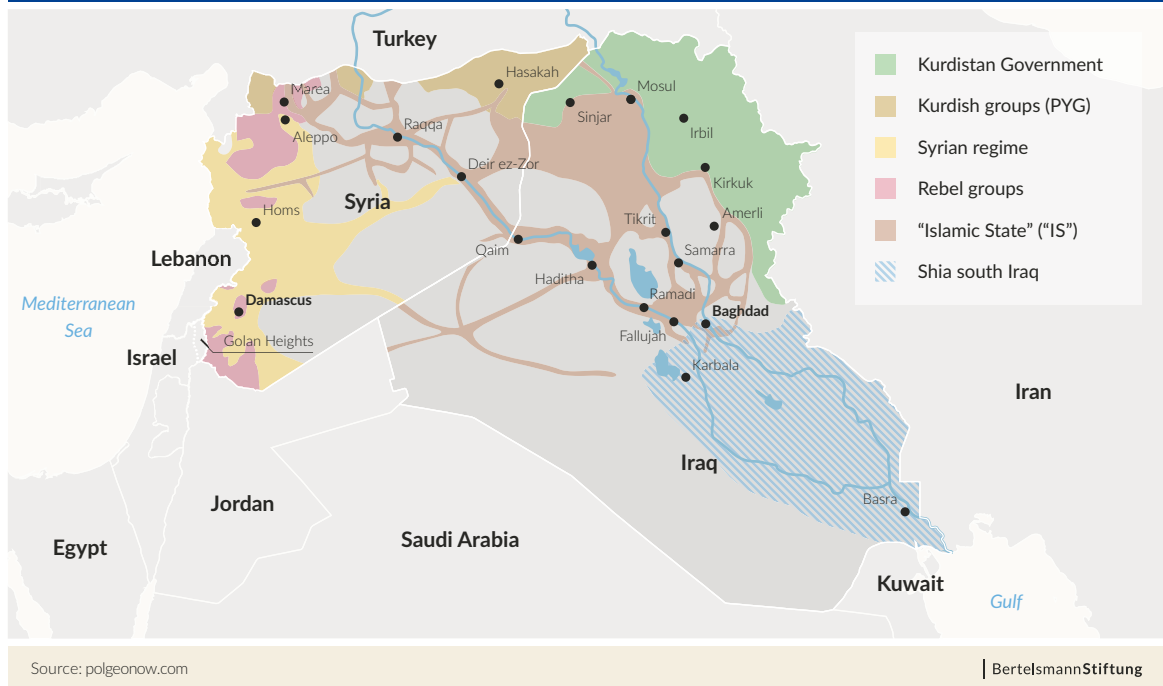 Turkey
Hasakah
Marea
Mosul
Raqqa
Sinjar
Aleppo
Irbil
Deir ez-Zor
Kirkuk
Syria
Homs
Tikrit
Amerli
Qaim
Samarra
Lebanon
Haditha
Ramadi
Mediterranean
Sea
Damascus
Baghdad
Fallujah
Golan Heights
Israel
Karbala
Iran
Iraq
Jordan
Basra
Saudi Arabia
Egypt
Kuwait
Gulf
Kurdistan Government
Kurdish groups (PYG)
Syrian regime
Rebel groups
“Islamic State” (“IS”)
Shia south Iraq
Source: polgeonow.com
BertelsmannStiftung